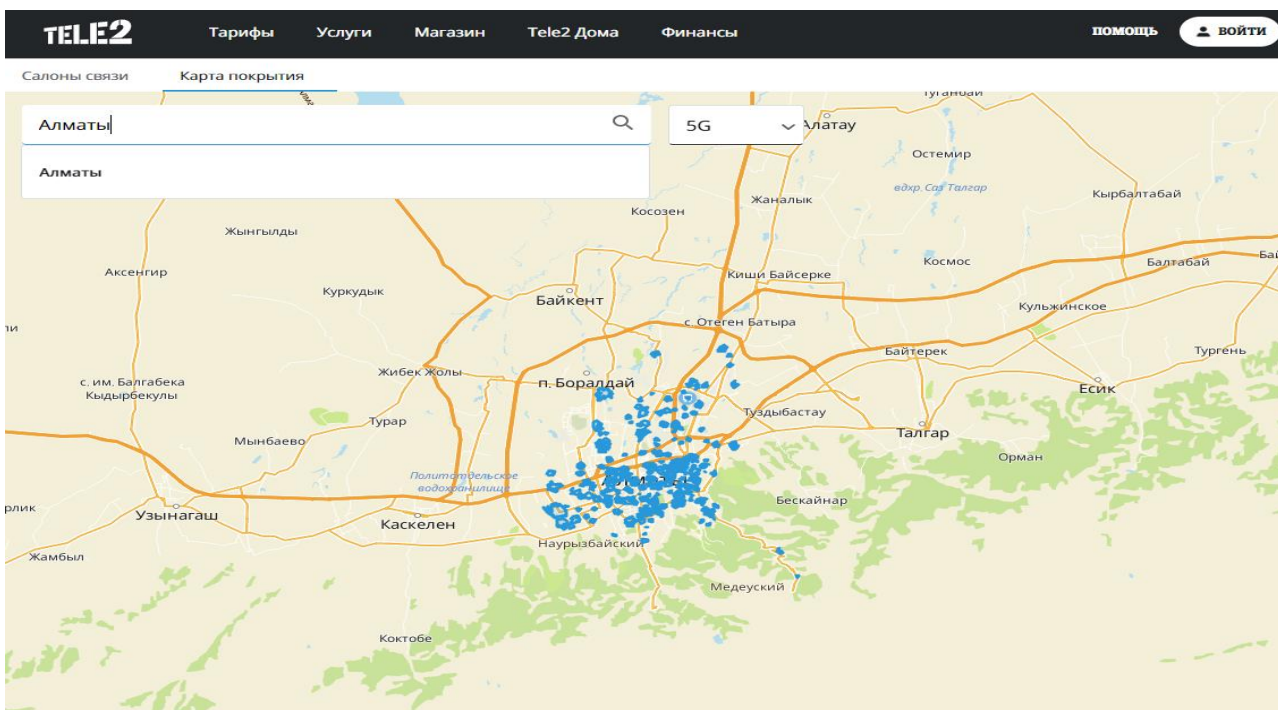 TELE2
Тарифы
Услуги
Магазин
Tele2 Дома
Финансы
ПОМОЩЬ
ВОЙТИ
Салоны связи
Карта покрытия
Алматы
5G
Алматы
Алатау
Остемир
вдхр. Саз Талгар
Кырбалтабай
Жаналык
Косозен
Жынгылды
Аксенгир
Космос
Балтабай
Киши Байсерке
Куркудык
Байкент
Кульжинское
с. Отеген Батыра
Байтерек
Тургень
Жибек Жолы
п. Боралдай
с. им. Балгабека
Кыдырбекулы
Есик
Туздыбастау
Турар
Талгар
Мынбаево
Орман
Политотдельское
водохранилище
Бескайнар
Узынагаш
Каскелен
Наурызбайский
Жамбыл
Медеуский
Коктобе